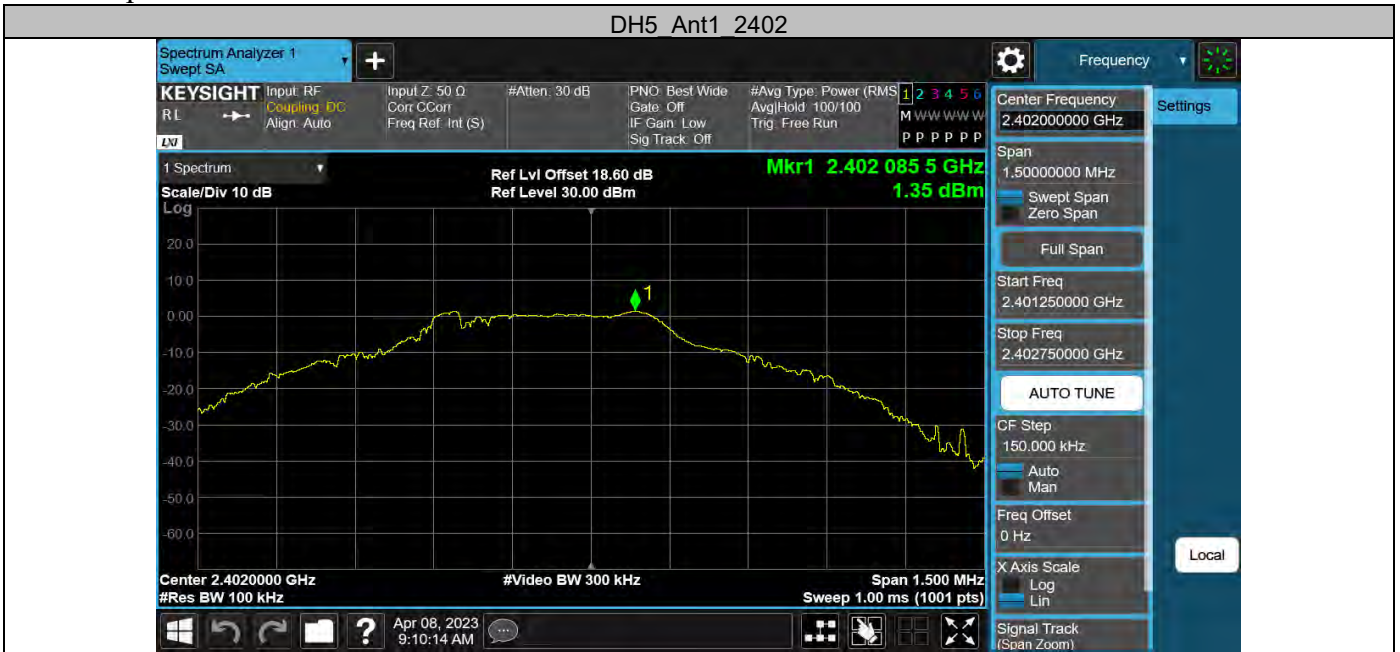 DH5_Ant1_2402
Spectrum Analyzer 1
Swept SA
Frequency
KEYSIGHT
RL
LXI
Input: RF
Coupling: DC
Align: Auto
Input Z: 50 Ω
Corr CCorr
Freq Ref: Int (S)
#Atten: 30 dB
PNO: Best Wide
Gate: Off
IF Gain: Low
Sig Track: Off
#Avg Type: Power (RMS
Avg|Hold: 100/100
Trig: Free Run
1 2 3 4 5 6
M W W W W W
P P P P P P
1 Spectrum
Scale/Div 10 dB
Ref Lvl Offset 18.60 dB
Ref Level 30.00 dBm
Mkr1 2.402 085 5 GHz
1.35 dBm
Log
20.0
10.0
0.00
-10.0
-20.0
-30.0
-40.0
-50.0
-60.0
1
Center 2.4020000 GHz
#Res BW 100 kHz
#Video BW 300 kHz
Span 1.500 MHz
Sweep 1.00 ms (1001 pts)
Apr 08, 2023
9:10:14 AM
Center Frequency
2.402000000 GHz
Settings
Span
1.50000000 MHz
Swept Span
Zero Span
Full Span
Start Freq
2.401250000 GHz
Stop Freq
2.402750000 GHz
AUTO TUNE
CF Step
150.000 kHz
Auto
Man
Freq Offset
0 Hz
X Axis Scale
Log
Lin
Signal Track
(Span Zoom)
Local